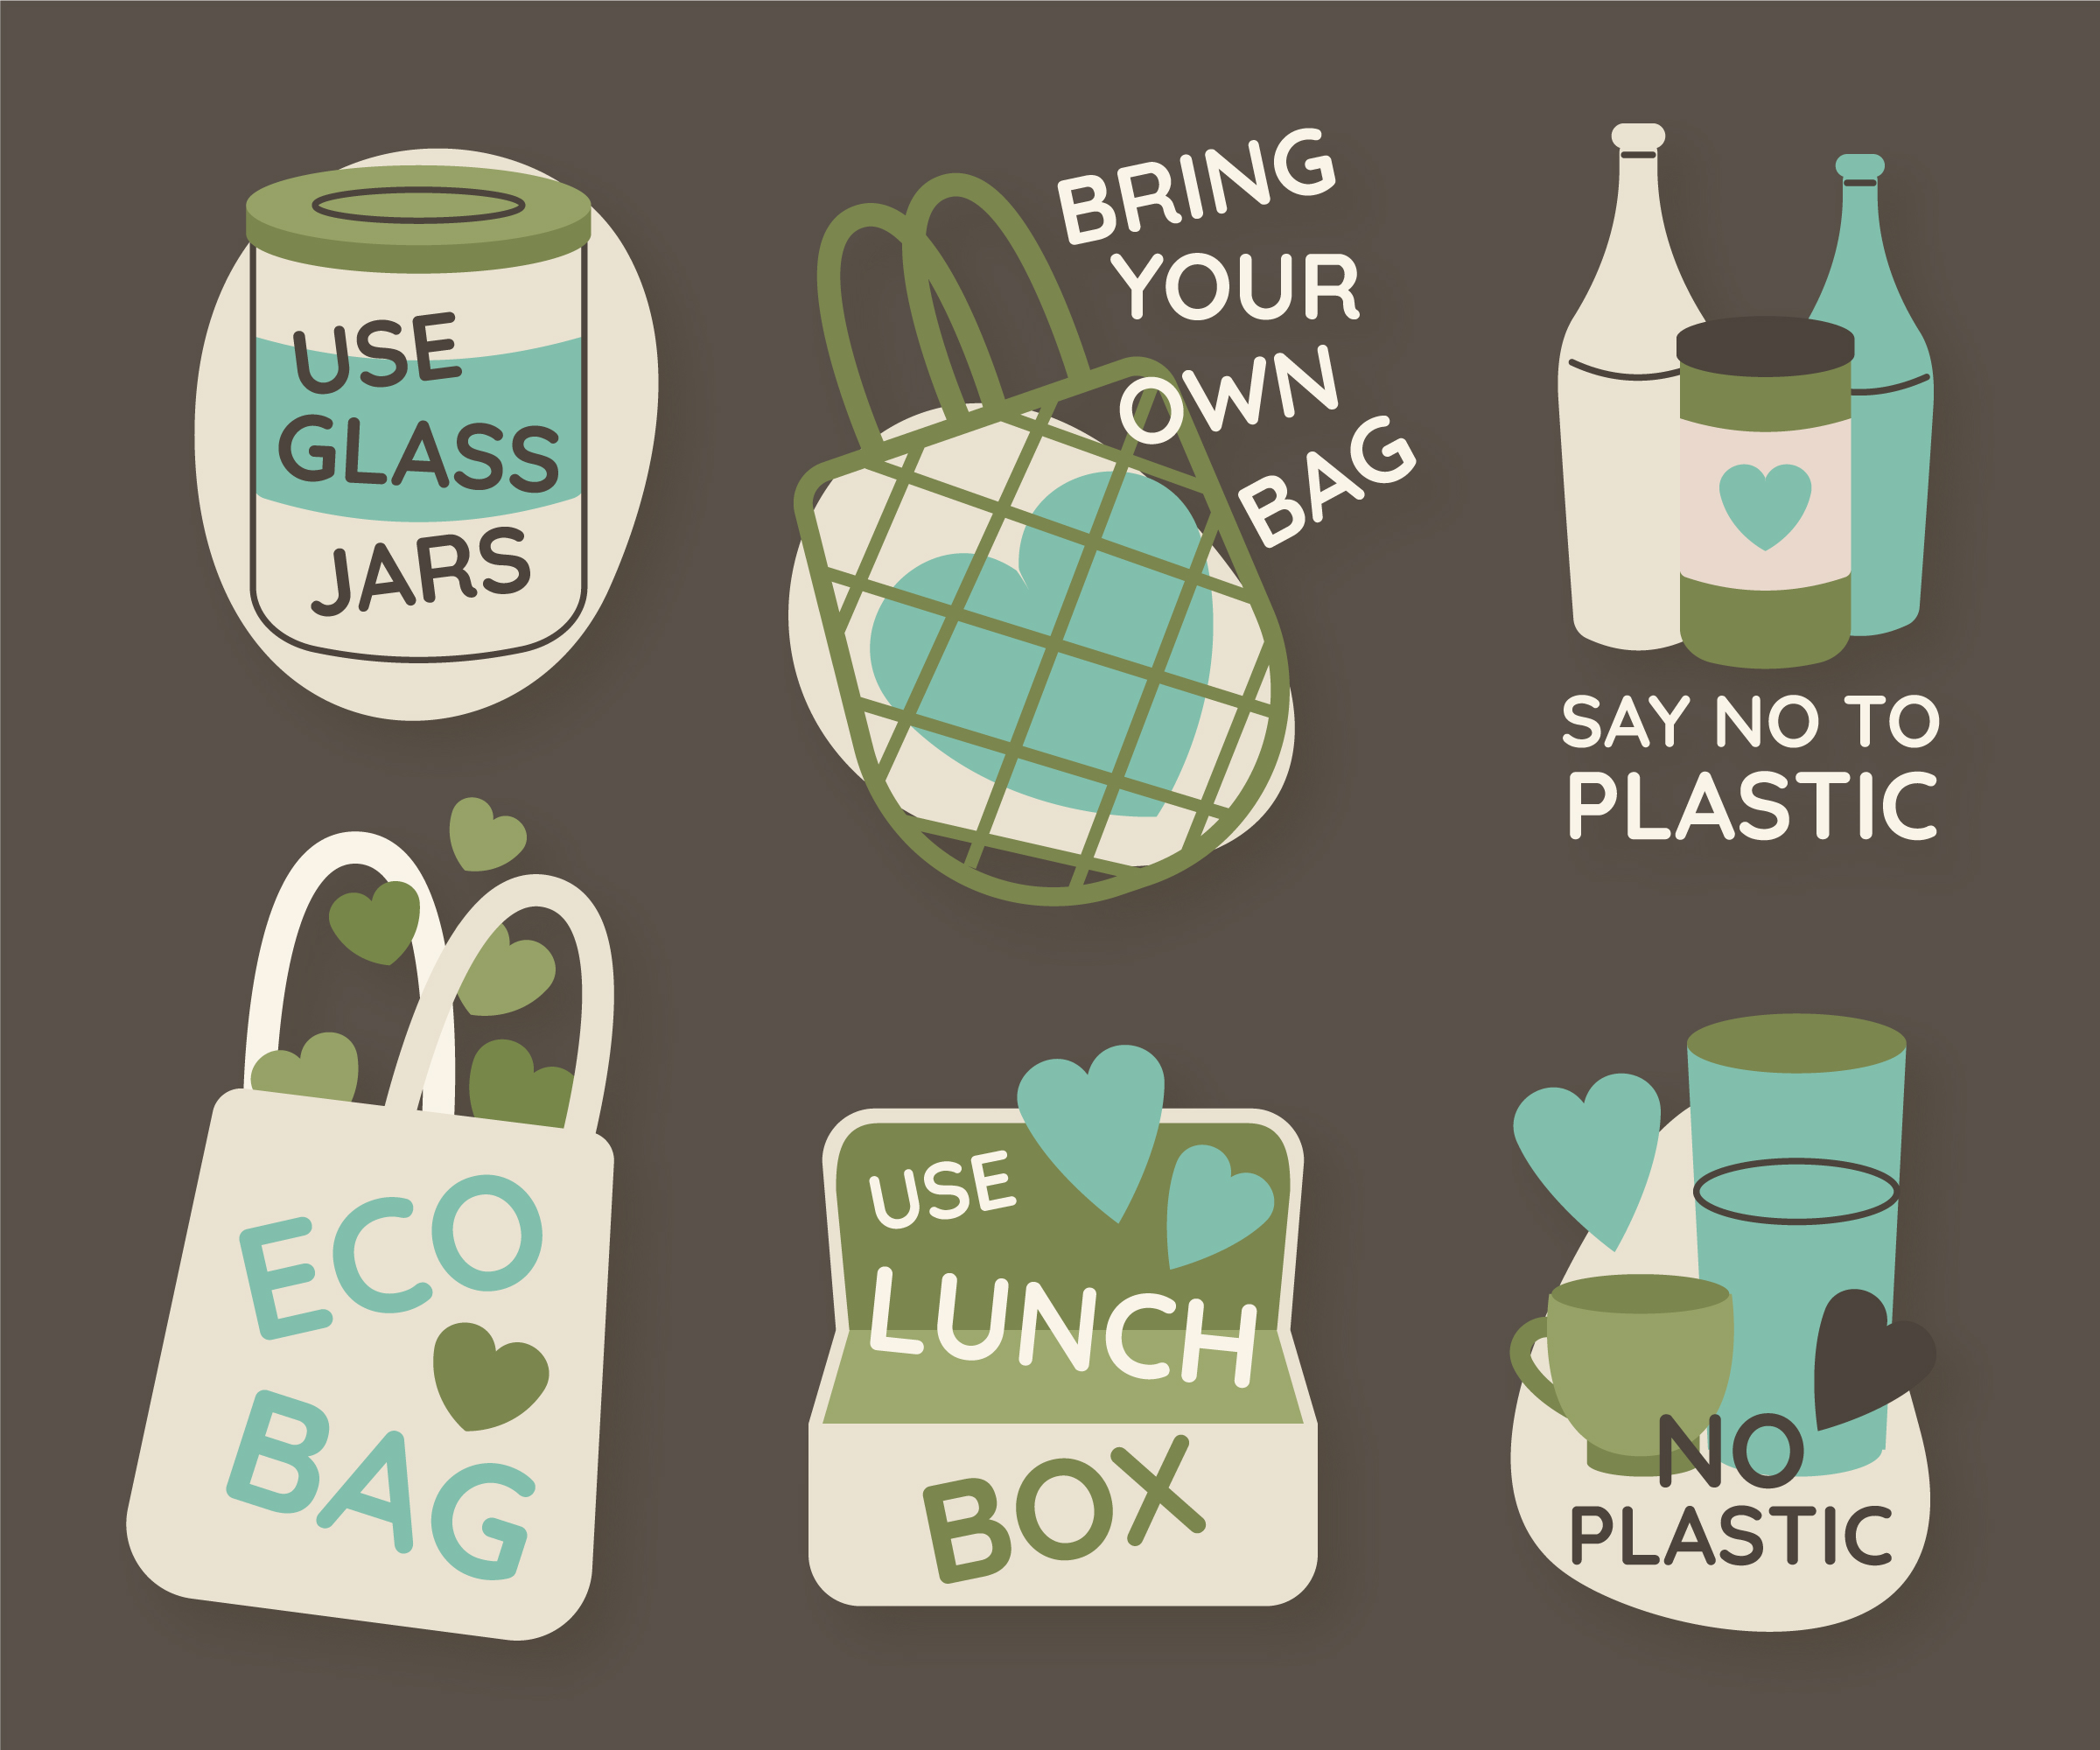 USE
GLASS
JARS
BRING
YOUR
OWN
BAG
SAY NO TO
PLASTIC
ECO
BAG
USE
LUNCH
BOX
NO
PLASTIC